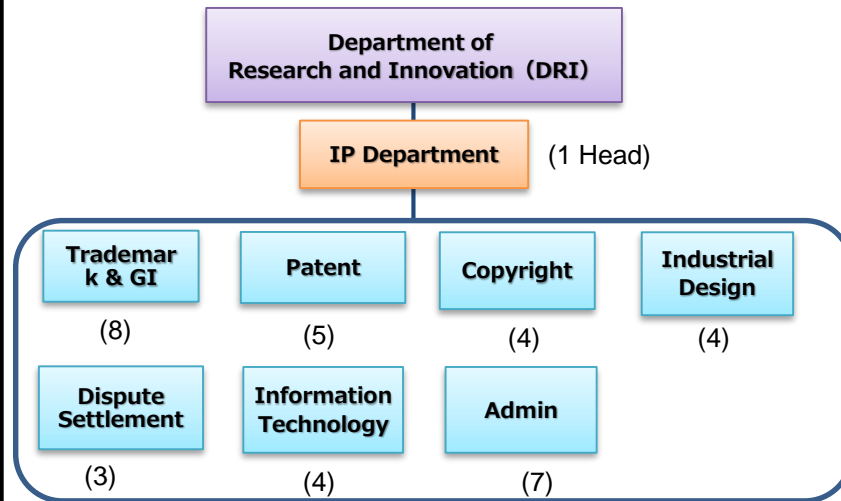 Department of
Research and Innovation（DRI）
IP Department
(1 Head)
Trademar
k & GI
Patent
Copyright
Industrial
Design
(8)
(5)
(4)
(4)
Dispute
Settlement
Information
Technology
Admin
(3)
(4)
(7)